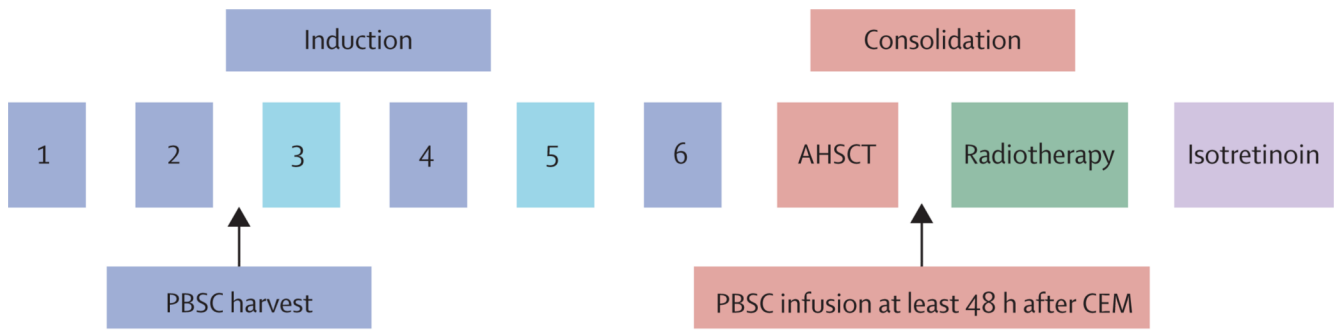 Induction
Consolidation
1
2
3
4
5
6
AHSCT
Radiotherapy
Isotretinoin
PBSC harvest
PBSC infusion at least 48 h after CEM